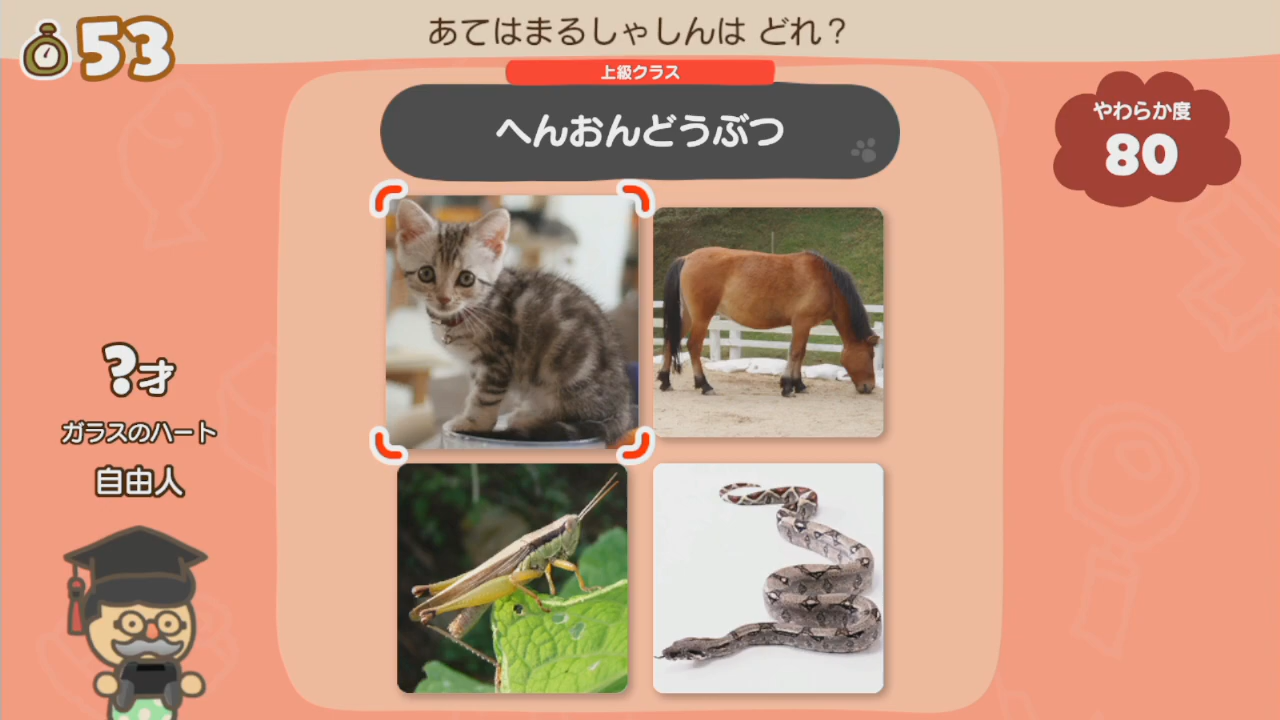 53
あてはまるしゃしんは どれ？
上級クラス
へんおんどうぶつ
やわらか度
80
?才
ガラスのハート
自由人